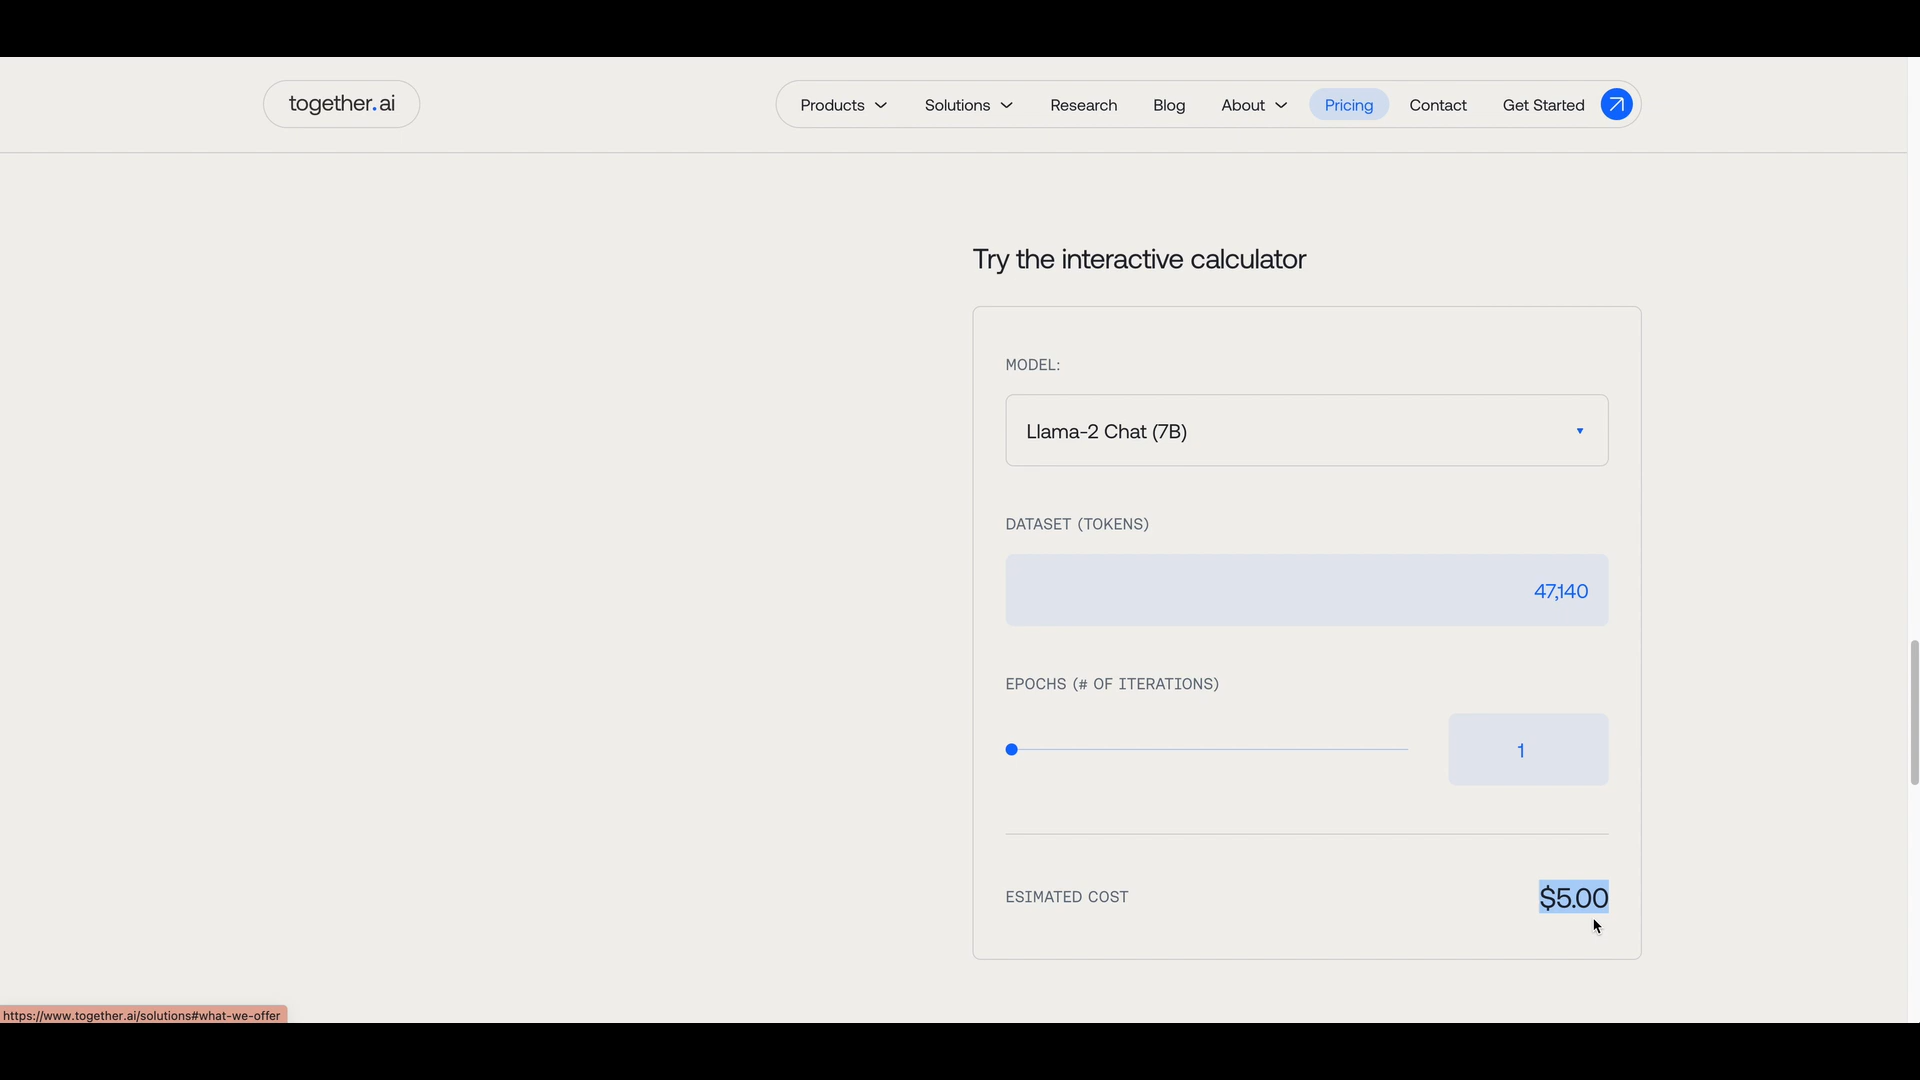 together.ai
Products Solutions Research Blog About Pricing Contact Get Started
Try the interactive calculator
MODEL:
Llama-2 Chat (7B)
DATASET (TOKENS)
47,140
EPOCHS (# OF ITERATIONS)
1
ESIMATED COST $5.00
https://www.together.ai/solutions#what-we-offer